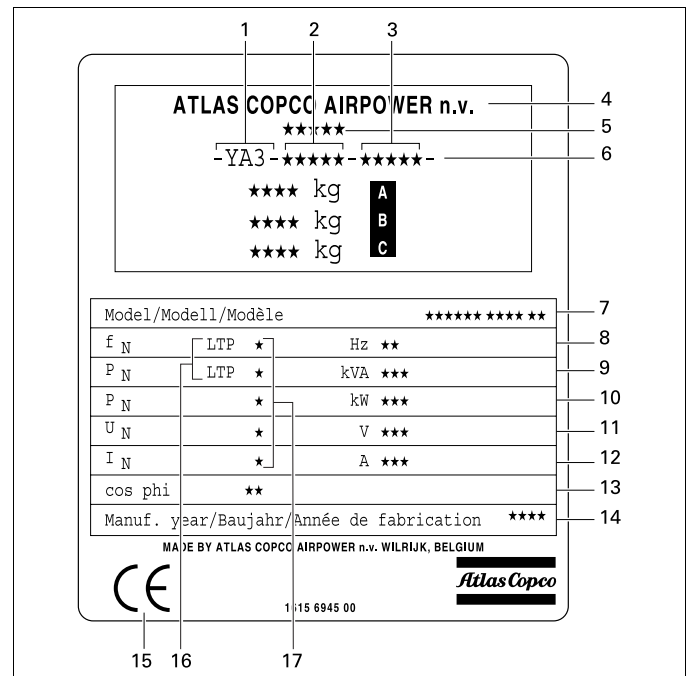 1 2 3
ATLAS COPCO AIRPOWER n.v. 4
★★★★★ 5
-YA3-★★★★★-★★★★★- 6
★★★★ kg A
★★★★ kg B
★★★★ kg C
Model/Modell/Modèle ★★★★★★ ★★★★ ★★ 7
f N LTP ★ Hz ★★ 8
P N LTP ★ kVA ★★★ 9
P N ★ kW ★★★ 10
U N ★ V ★★★ 11
I N ★ A ★★★ 12
cos phi ★★ 13
Manuf. year/Baujahr/Année de fabrication ★★★★ 14
MADE BY ATLAS COPCO AIRPOWER n.v. WILRIJK, BELGIUM
CE
Atlas Copco
1615 6945 00
15 16 17